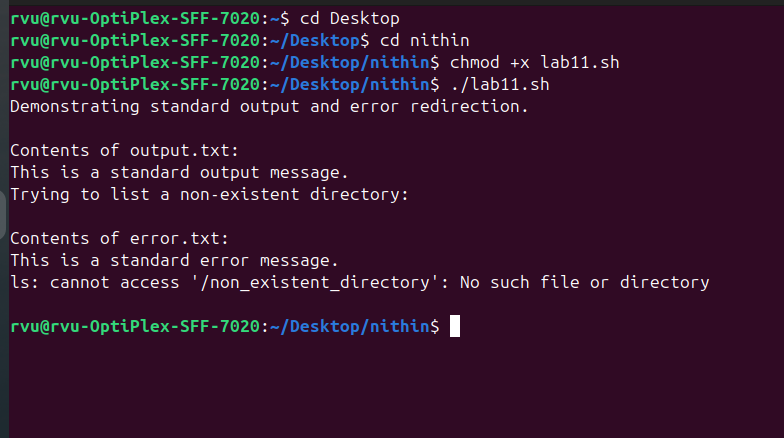 rvu@rvu-OptiPlex-SFF-7020:~$ cd Desktop
rvu@rvu-OptiPlex-SFF-7020:~/Desktop$ cd nithin
rvu@rvu-OptiPlex-SFF-7020:~/Desktop/nithin$ chmod +x lab11.sh
rvu@rvu-OptiPlex-SFF-7020:~/Desktop/nithin$ ./lab11.sh
Demonstrating standard output and error redirection.
Contents of output.txt:
This is a standard output message.
Trying to list a non-existent directory:
Contents of error.txt:
This is a standard error message.
ls: cannot access '/non_existent_directory': No such file or directory
rvu@rvu-OptiPlex-SFF-7020:~/Desktop/nithin$